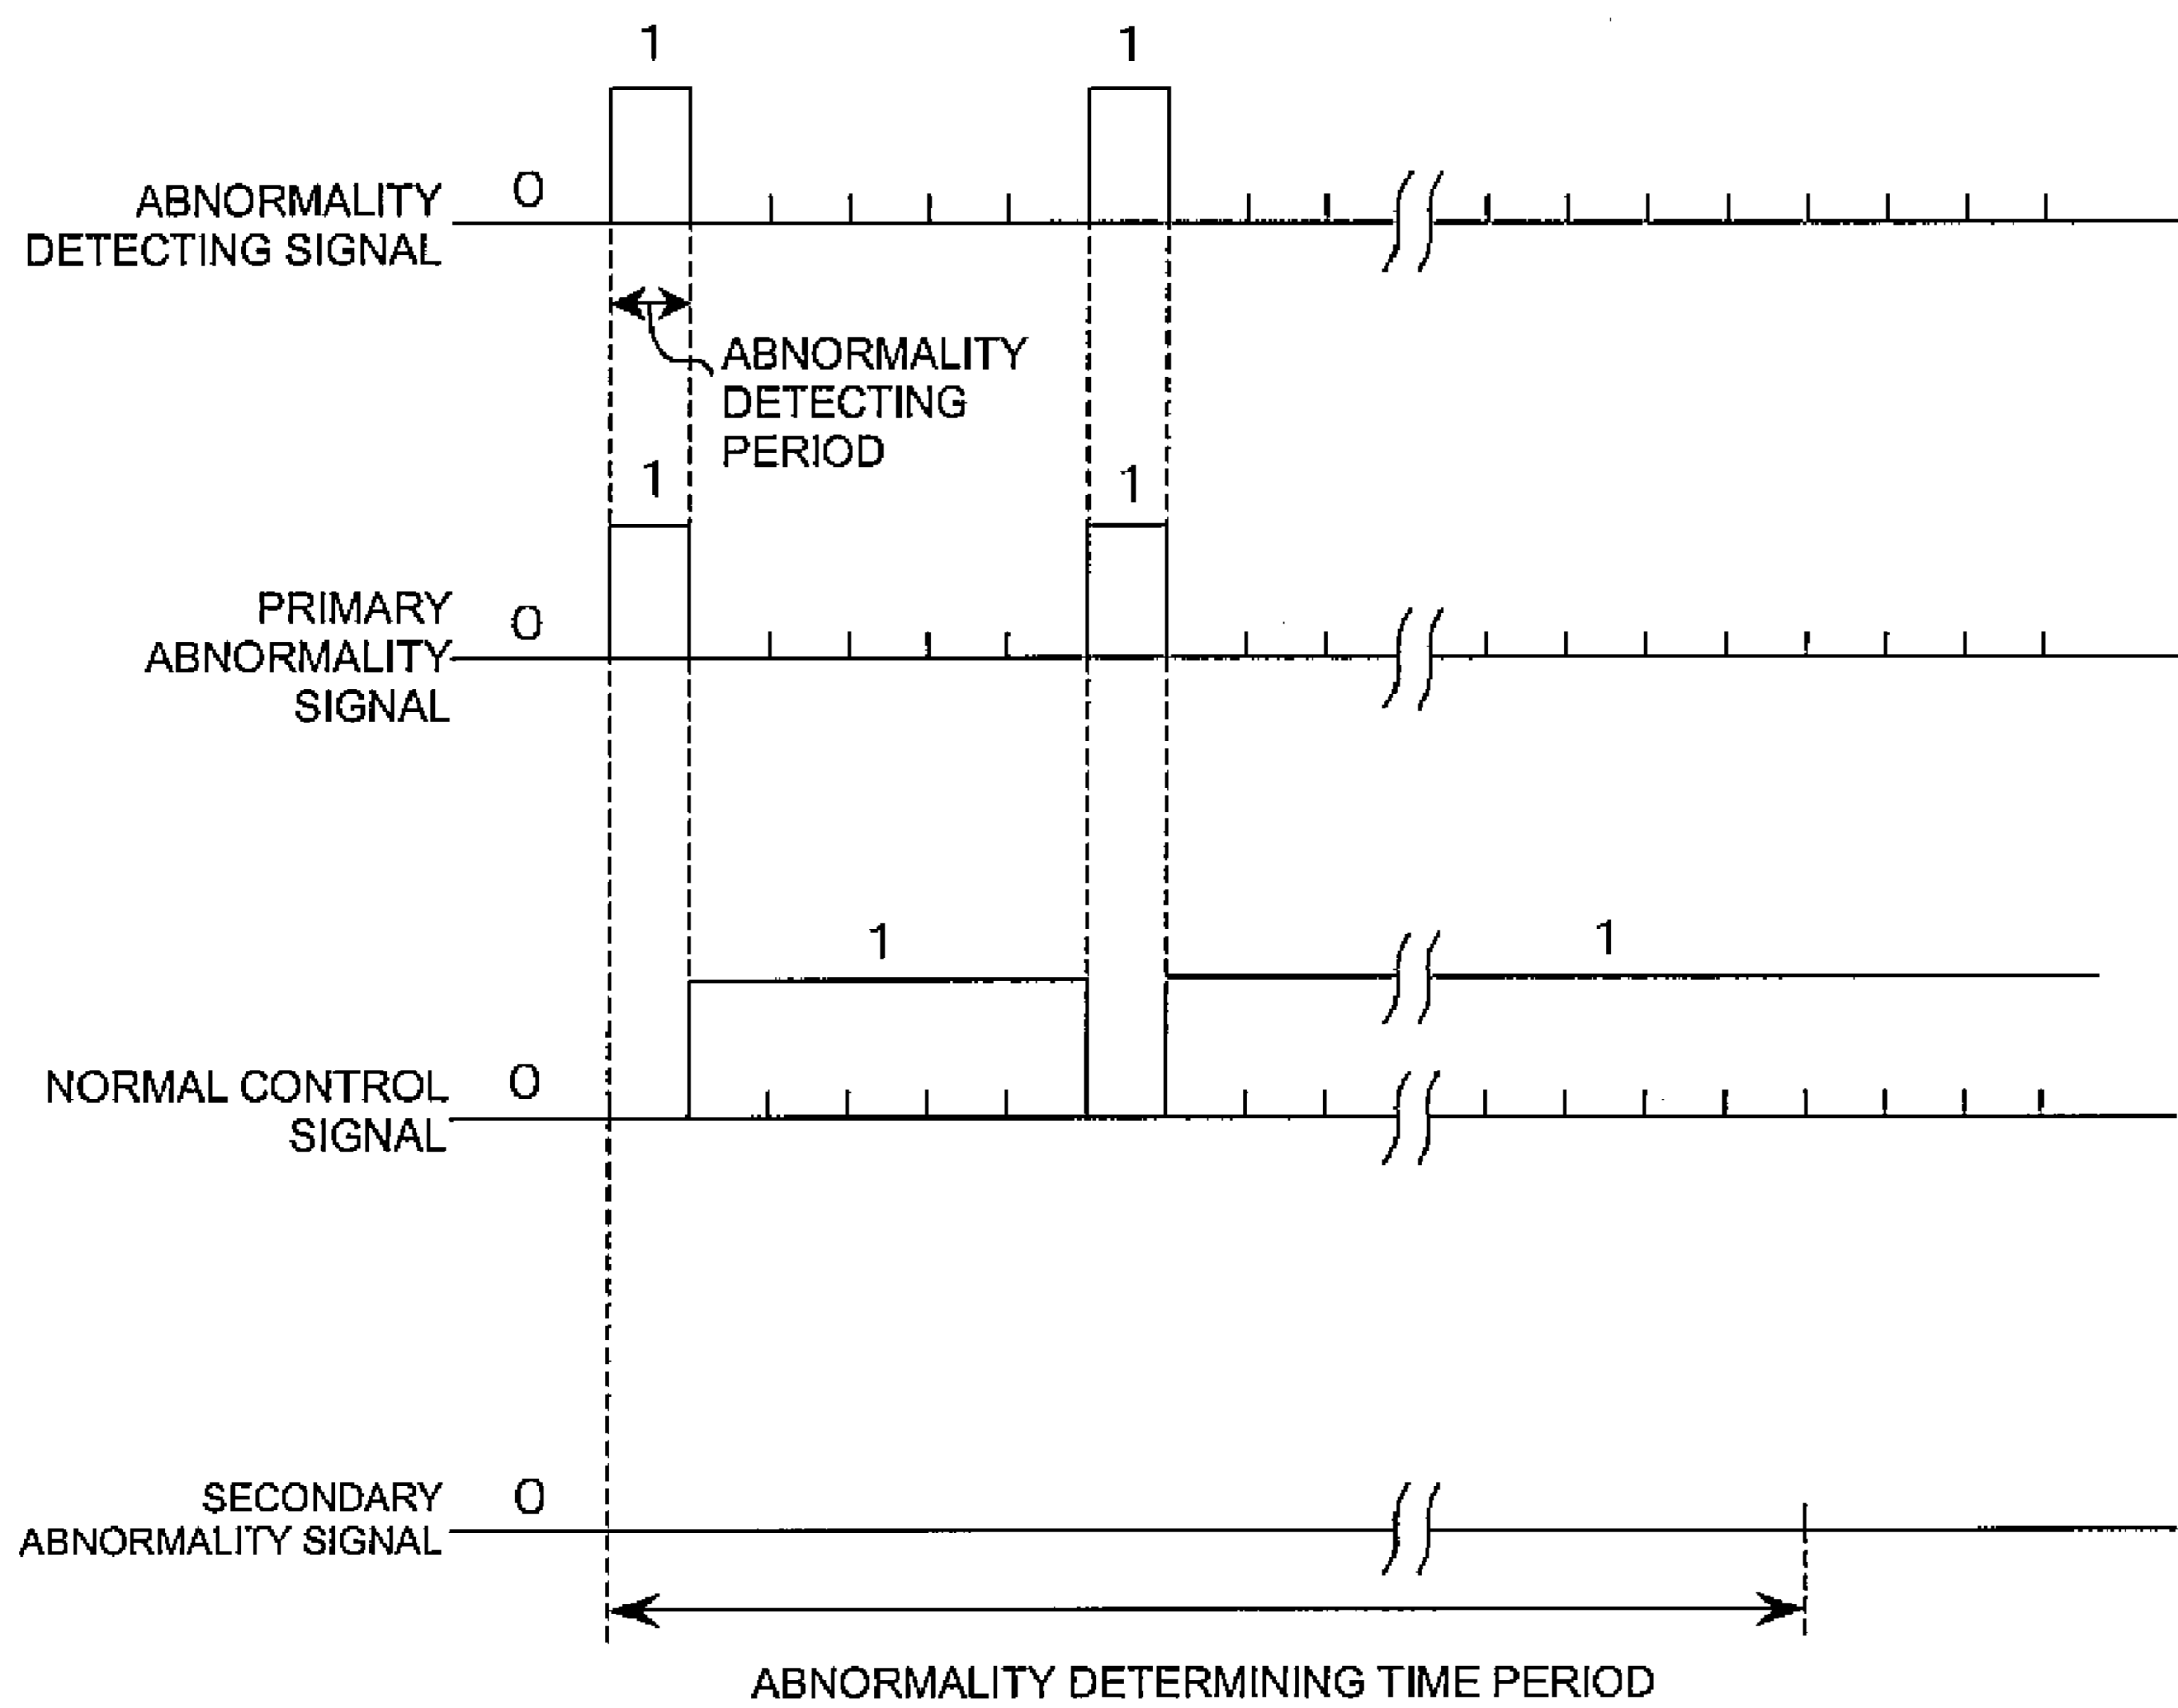 1
1
0
ABNORMALITY
DETECTING SIGNAL
ABNORMALITY
DETECTING
PERIOD
1
1
0
PRIMARY
ABNORMALITY
SIGNAL
1
1
0
NORMAL CONTROL
SIGNAL
0
SECONDARY
ABNORMALITY SIGNAL
ABNORMALITY DETERMINING TIME PERIOD